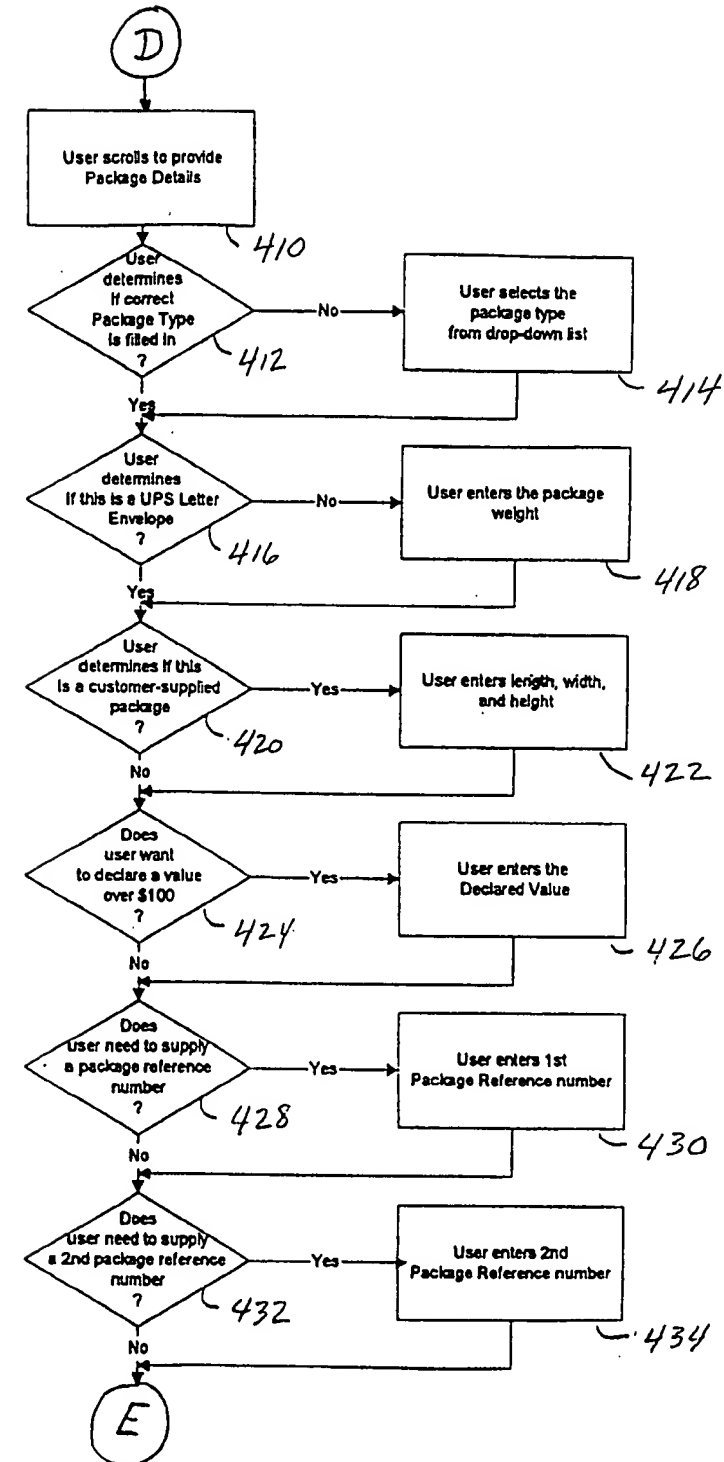 D
User scrolls to provide
Package Details
410
User
determines
if correct
Package Type
is filled in
?
412
No
User selects the
package type
from drop-down list
414
Yes
User
determines
if this is a UPS Letter
Envelope
?
416
No
User enters the package
weight
418
Yes
User
determines if this
is a customer-supplied
package
?
420
Yes
User enters length, width,
and height
422
No
Does
user want
to declare a value
over $100
?
424
Yes
User enters the
Declared Value
426
No
Does
user need to supply
a package reference
number
?
428
Yes
User enters 1st
Package Reference number
430
No
Does
user need to supply
a 2nd package reference
number
?
432
Yes
User enters 2nd
Package Reference number
434
No
E